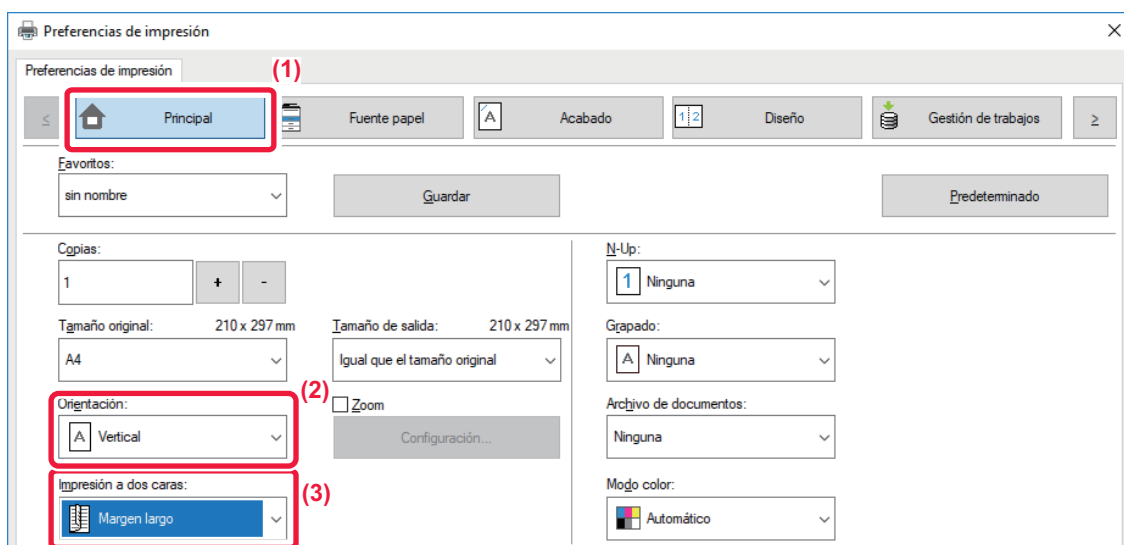 Preferencias de impresión
Preferencias de impresión
(1)
<
Principal
Fuente papel
A
Acabado
1 2
Diseño
Gestión de trabajos
>
Favoritos:
sin nombre
Guardar
Predeterminado
Copias:
1
+
-
N-Up:
1 Ninguna
Tamaño original: 210 x 297 mm
A4
Tamaño de salida: 210 x 297 mm
Igual que el tamaño original
Grapado:
A Ninguna
(2)
Orientación:
A Vertical
Zoom
Configuración...
Archivo de documentos:
Ninguna
(3)
Impresión a dos caras:
Margen largo
Modo color:
Automático